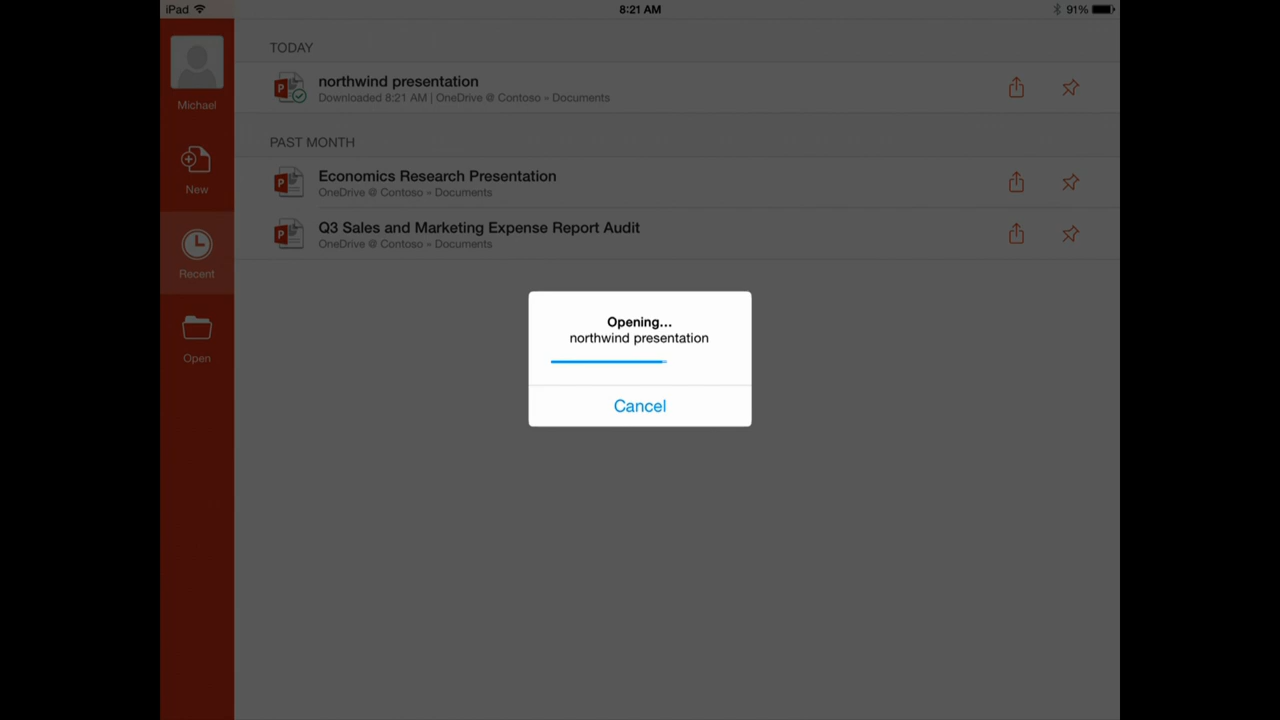 iPad 8:21 AM 91%
Michael
New
Recent
Open
TODAY
northwind presentation
Downloaded 8:21 AM | OneDrive @ Contoso » Documents
PAST MONTH
Economics Research Presentation
OneDrive @ Contoso » Documents
Q3 Sales and Marketing Expense Report Audit
OneDrive @ Contoso » Documents
Opening...
northwind presentation
Cancel